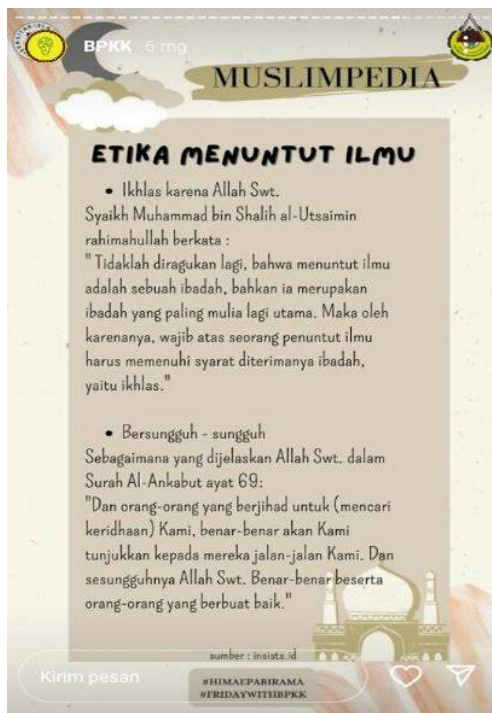 BPKK 6 mg
MUSLIMPEDIA
ETIKA MENUNTUT ILMU
• Ikhlas karena Allah Swt.
Syaikh Muhammad bin Shalih al-Utsaimin
rahimahullah berkata :
"Tidaklah diragukan lagi, bahwa menuntut ilmu
adalah sebuah ibadah, bahkan ia merupakan
ibadah yang paling mulia lagi utama. Maka oleh
karenanya, wajib atas seorang penuntut ilmu
harus memenuhi syarat diterimanya ibadah,
yaitu ikhlas."
• Bersungguh - sungguh
Sebagaimana yang dijelaskan Allah Swt. dalam
Surah Al-Ankabut ayat 69:
"Dan orang-orang yang berjihad untuk (mencari
keridhaan) Kami, benar-benar akan Kami
tunjukkan kepada mereka jalan-jalan Kami. Dan
sesungguhnya Allah Swt. Benar-benar beserta
orang-orang yang berbuat baik."
sumber : insists.id
Kirim pesan
#HIMAEPABIRAMA
#FRIDAYWITHBPKK